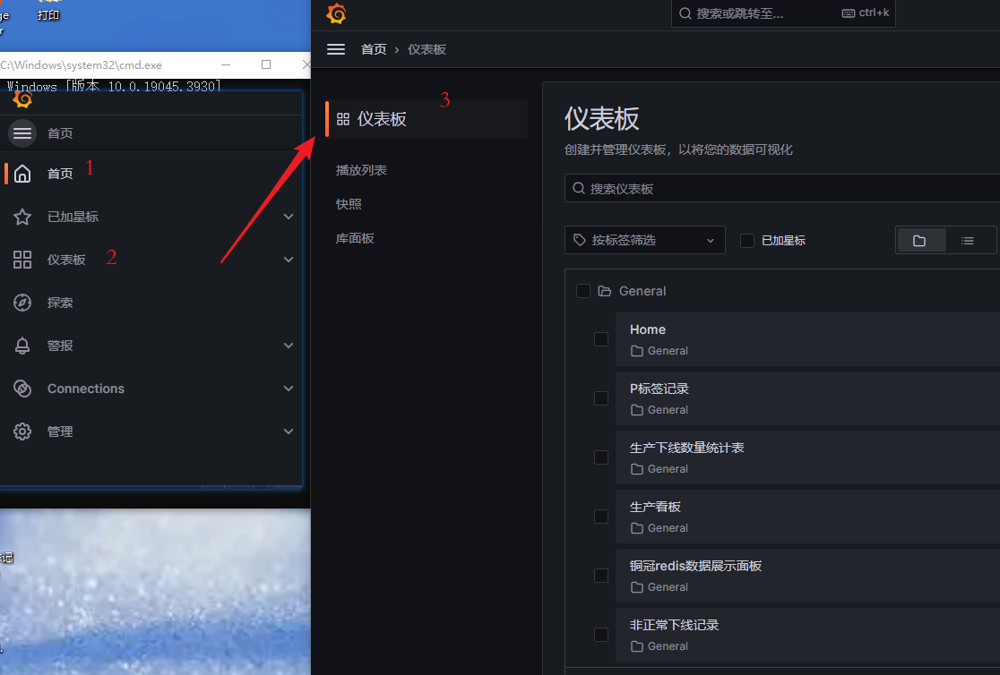 打印
C:\Windows\system32\cmd.exe
Windows [版本 10.0.19045.3930]
首页
首页 1
已加星标
仪表板 2
探索
警报
Connections
管理
搜索或跳转至... ctrl+k
首页 › 仪表板
仪表板 3
播放列表
快照
库面板
仪表板
创建并管理仪表板，以将您的数据可视化
搜索仪表板
按标签筛选 已加星标
General
Home
General
P标签记录
General
生产下线数量统计表
General
生产看板
General
铜冠redis数据展示面板
General
非正常下线记录
General